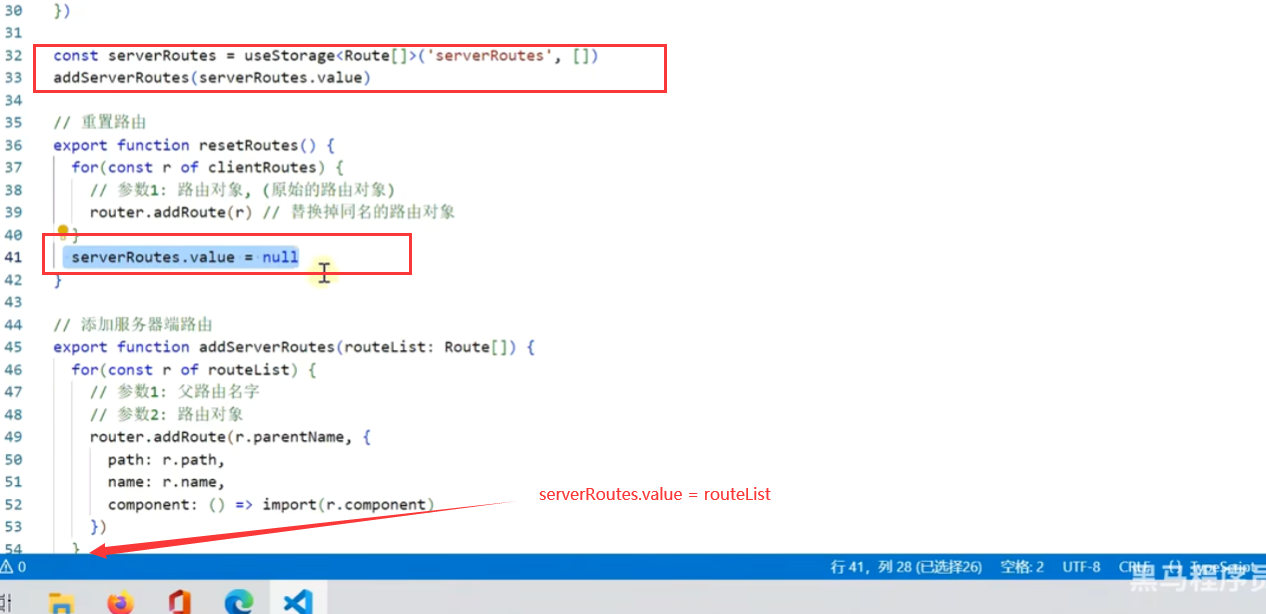 30 })
31
32 const serverRoutes = useStorage<Route[]>('serverRoutes', [])
33 addServerRoutes(serverRoutes.value)
34
35 // 重置路由
36 export function resetRoutes() {
37 for(const r of clientRoutes) {
38 // 参数1: 路由对象, (原始的路由对象)
39 router.addRoute(r) // 替换掉同名的路由对象
40 }
41 serverRoutes.value = null
42 }
43
44 // 添加服务器端路由
45 export function addServerRoutes(routeList: Route[]) {
46 for(const r of routeList) {
47 // 参数1: 父路由名字
48 // 参数2: 路由对象
49 router.addRoute(r.parentName, {
50 path: r.path,
51 name: r.name,
serverRoutes.value = routeList
52 component: () => import(r.component)
53 })
54 }
0 行 41，列 28 (已选择26) 空格: 2 UTF-8 CRLF {} TypeScript
黑马程序员